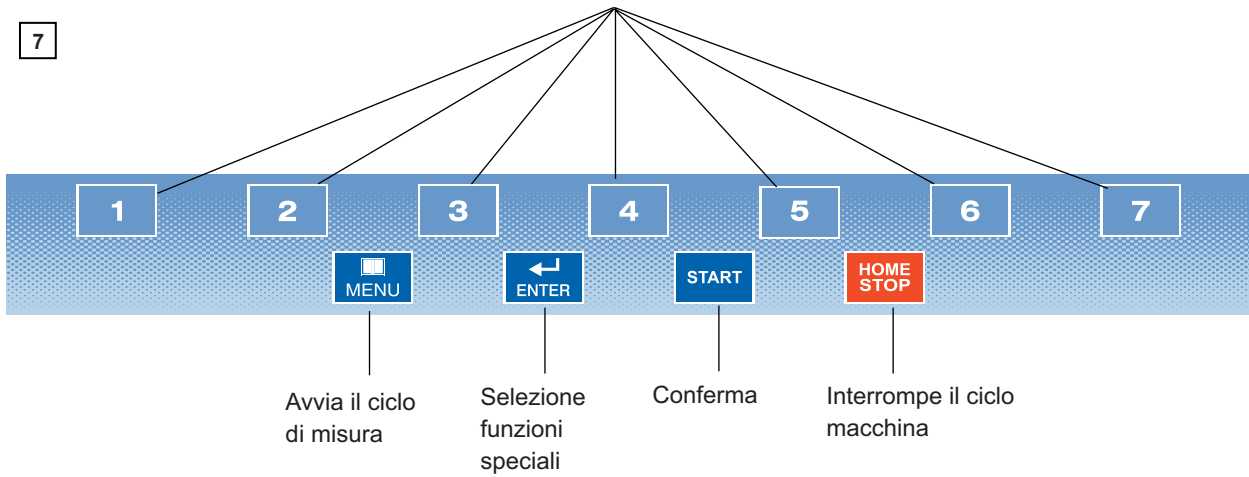 7
1 2 3 4 5 6 7
MENU ENTER START HOME
STOP
Avvia il ciclo
di misura
Selezione
funzioni
speciali
Conferma
Interrompe il ciclo
macchina